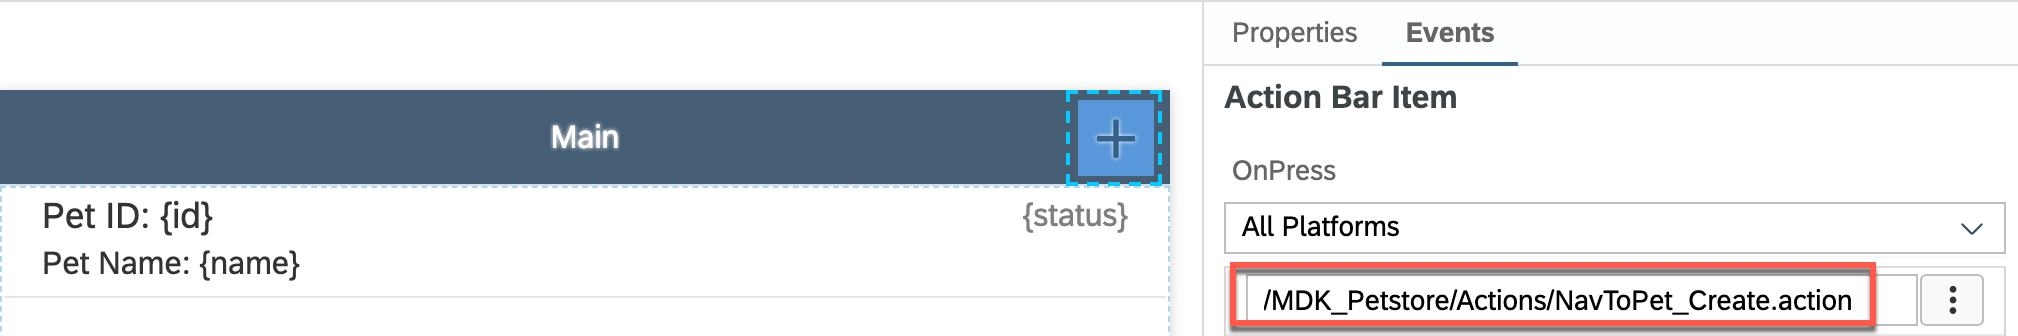 Main
Pet ID: {id}
{status}
Pet Name: {name}
Properties
Events
Action Bar Item
OnPress
All Platforms
/MDK_Petstore/Actions/NavToPet_Create.action